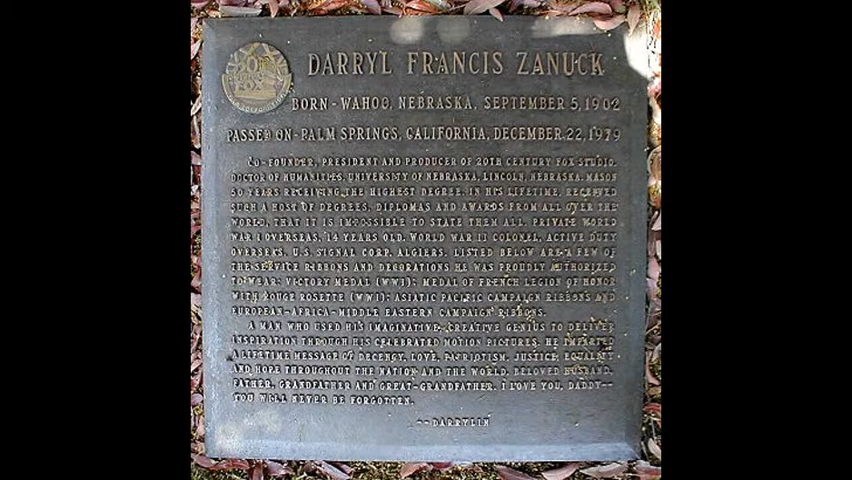 20th
CENTURY
FOX
DARRYL FRANCIS ZANUCK
BORN - WAHOO, NEBRASKA, SEPTEMBER 5, 1902
PASSED ON - PALM SPRINGS, CALIFORNIA, DECEMBER 22, 1979
CO-FOUNDER, PRESIDENT AND PRODUCER OF 20TH CENTURY FOX STUDIO.
DOCTOR OF HUMANITIES, UNIVERSITY OF NEBRASKA, LINCOLN, NEBRASKA. MASON
50 YEARS RECEIVING THE HIGHEST DEGREE. IN HIS LIFETIME, RECEIVED
SUCH A HOST OF DEGREES, DIPLOMAS AND AWARDS FROM ALL OVER THE
WORLD, THAT IT IS IMPOSSIBLE TO STATE THEM ALL. PRIVATE WORLD
WAR I OVERSEAS, 14 YEARS OLD. WORLD WAR II COLONEL, ACTIVE DUTY
OVERSEAS, U.S. SIGNAL CORP, ALGIERS. LISTED BELOW ARE A FEW OF
THE SERVICE RIBBONS AND DECORATIONS HE WAS PROUDLY AUTHORIZED
TO WEAR: VICTORY MEDAL (WWI); MEDAL OF FRENCH LEGION OF HONOR
WITH ROUGE ROSETTE (WWI); ASIATIC PACIFIC CAMPAIGN RIBBONS AND
EUROPEAN-AFRICA-MIDDLE EASTERN CAMPAIGN RIBBONS.
A MAN WHO USED HIS IMAGINATIVE, CREATIVE GENIUS TO DELIVER
INSPIRATION THROUGH HIS CELEBRATED MOTION PICTURES. HE IMPARTED
A LIFETIME MESSAGE OF DECENCY, LOVE, PATRIOTISM, JUSTICE, EQUALITY
AND HOPE THROUGHOUT THE NATION AND THE WORLD. BELOVED HUSBAND,
FATHER, GRANDFATHER AND GREAT-GRANDFATHER. I LOVE YOU, DADDY--
YOU WILL NEVER BE FORGOTTEN.
--DARRYLIN